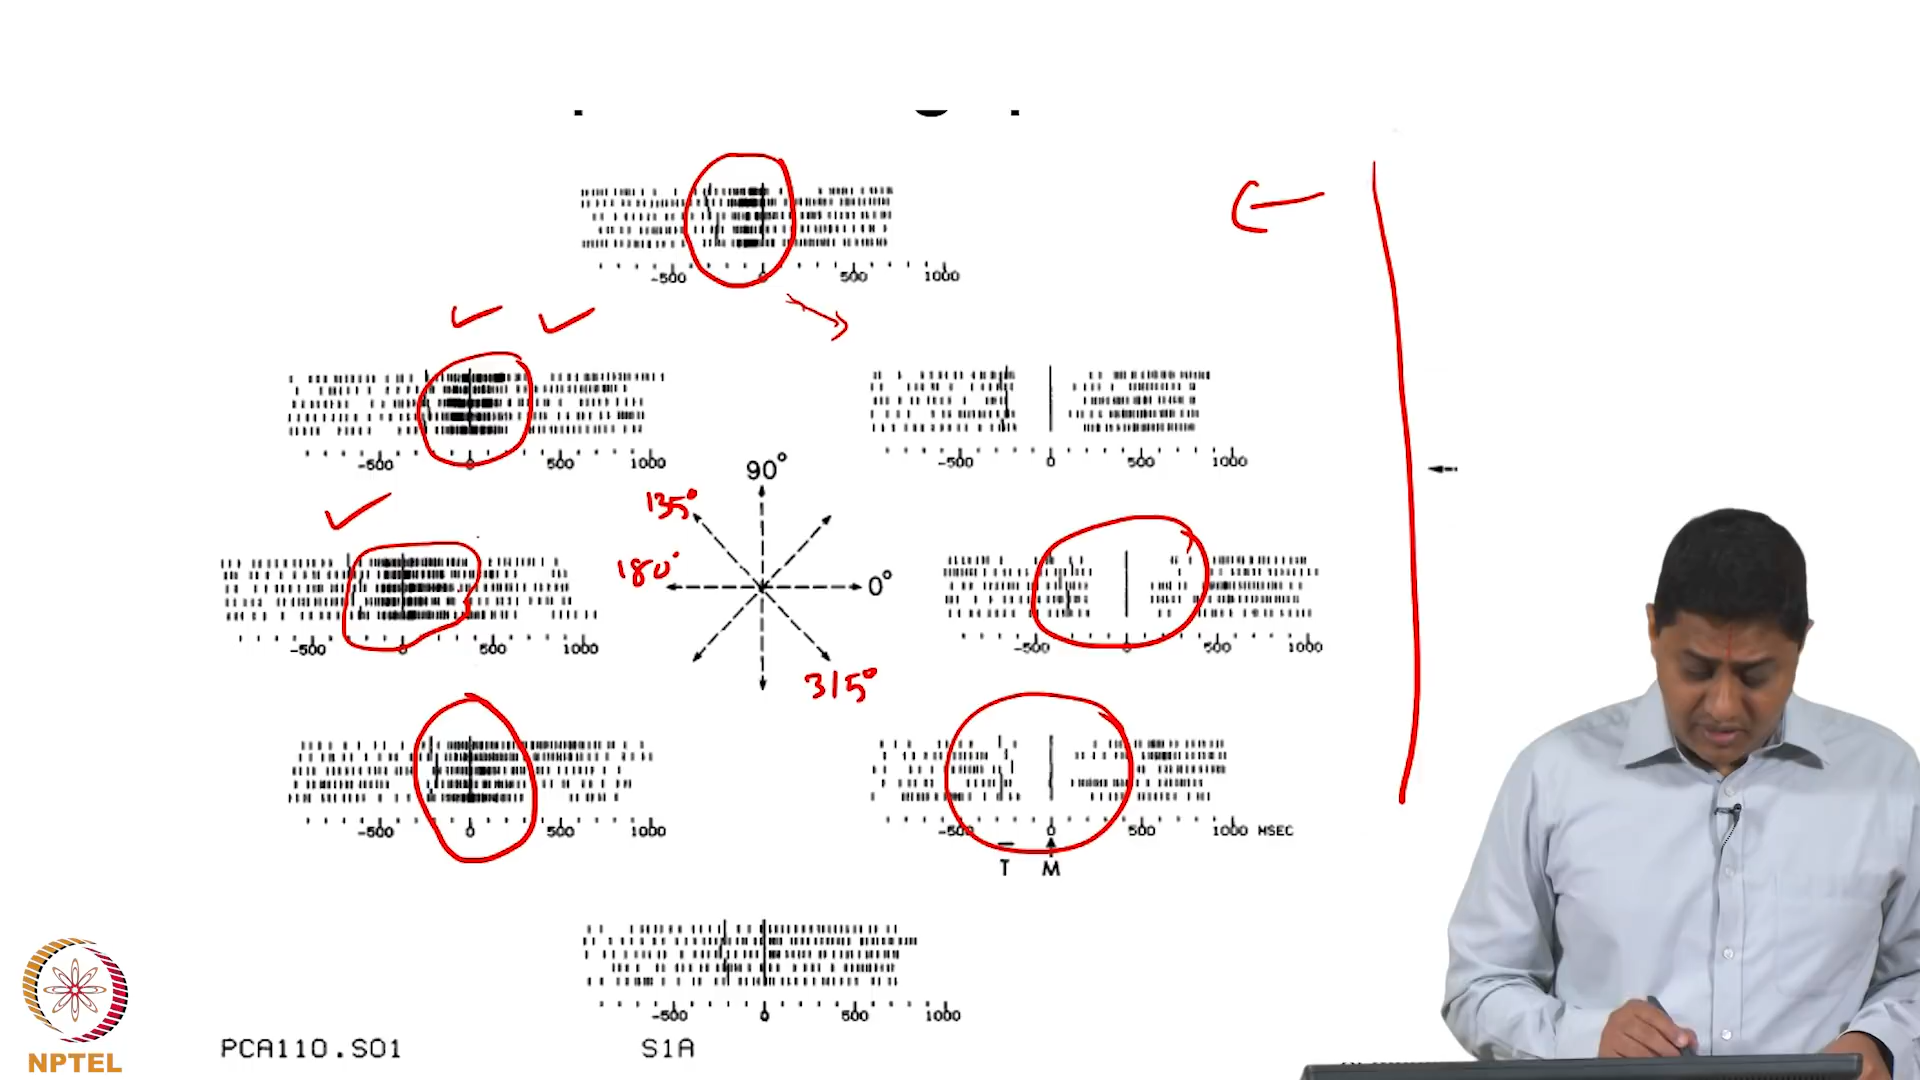 -500 0 500 1000
-500 0 500 1000
-500 0 500 1000
90°
135°
180°
0°
-500 0 500 1000
-500 0 500 1000
315°
-500 0 500 1000
-500 0 500 1000 MSEC
T M
-500 0 500 1000
PCA110.S01 S1A
NPTEL